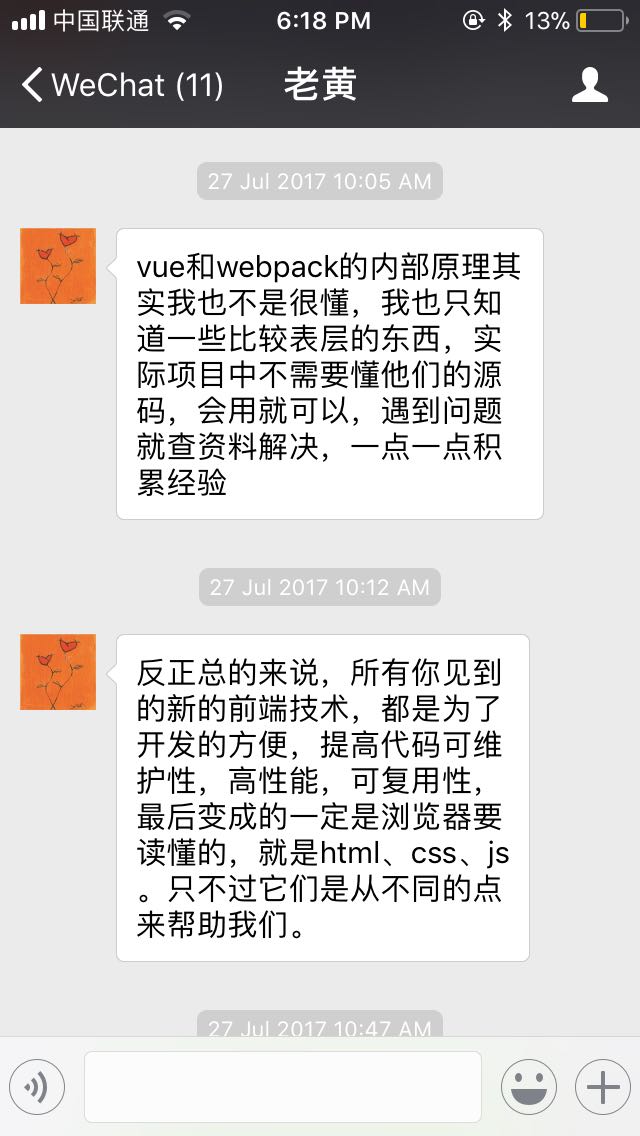 中国联通 6:18 PM 13%
WeChat (11) 老黄
27 Jul 2017 10:05 AM
vue和webpack的内部原理其
实我也不是很懂，我也只知
道一些比较表层的东西，实
际项目中不需要懂他们的源
码，会用就可以，遇到问题
就查资料解决，一点一点积
累经验
27 Jul 2017 10:12 AM
反正总的来说，所有你见到
的新的前端技术，都是为了
开发的方便，提高代码可维
护性，高性能，可复用性，
最后变成的一定是浏览器要
读懂的，就是html、css、js
。只不过它们是从不同的点
来帮助我们。
27 Jul 2017 10:47 AM